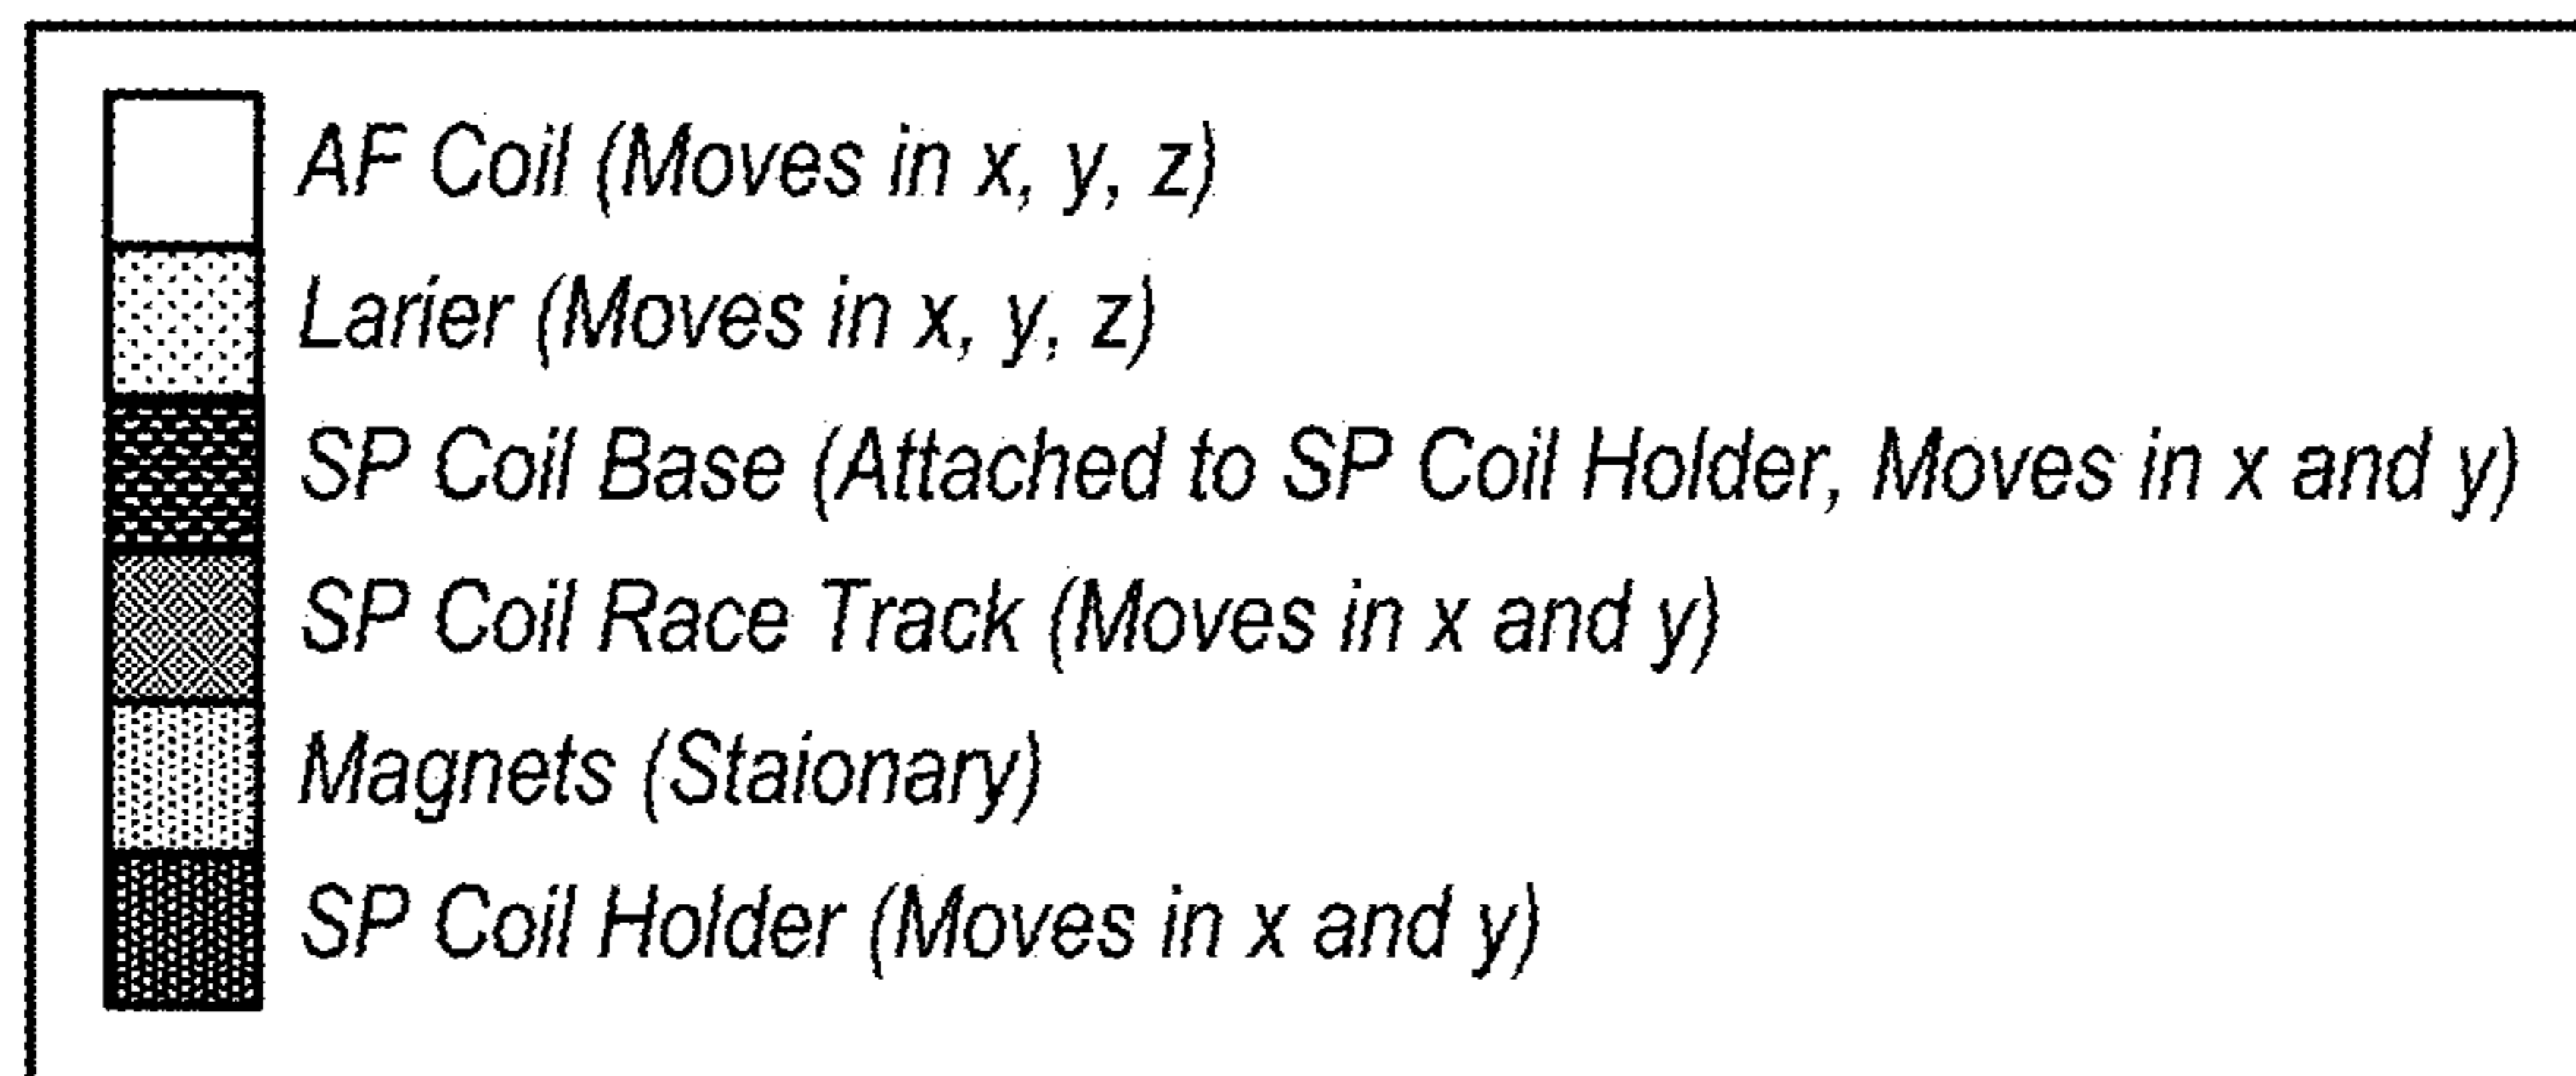 AF Coil (Moves in x, y, z)
Larier (Moves in x, y, z)
SP Coil Base (Attached to SP Coil Holder, Moves in x and y)
SP Coil Race Track (Moves in x and y)
Magnets (Staionary)
SP Coil Holder (Moves in x and y)